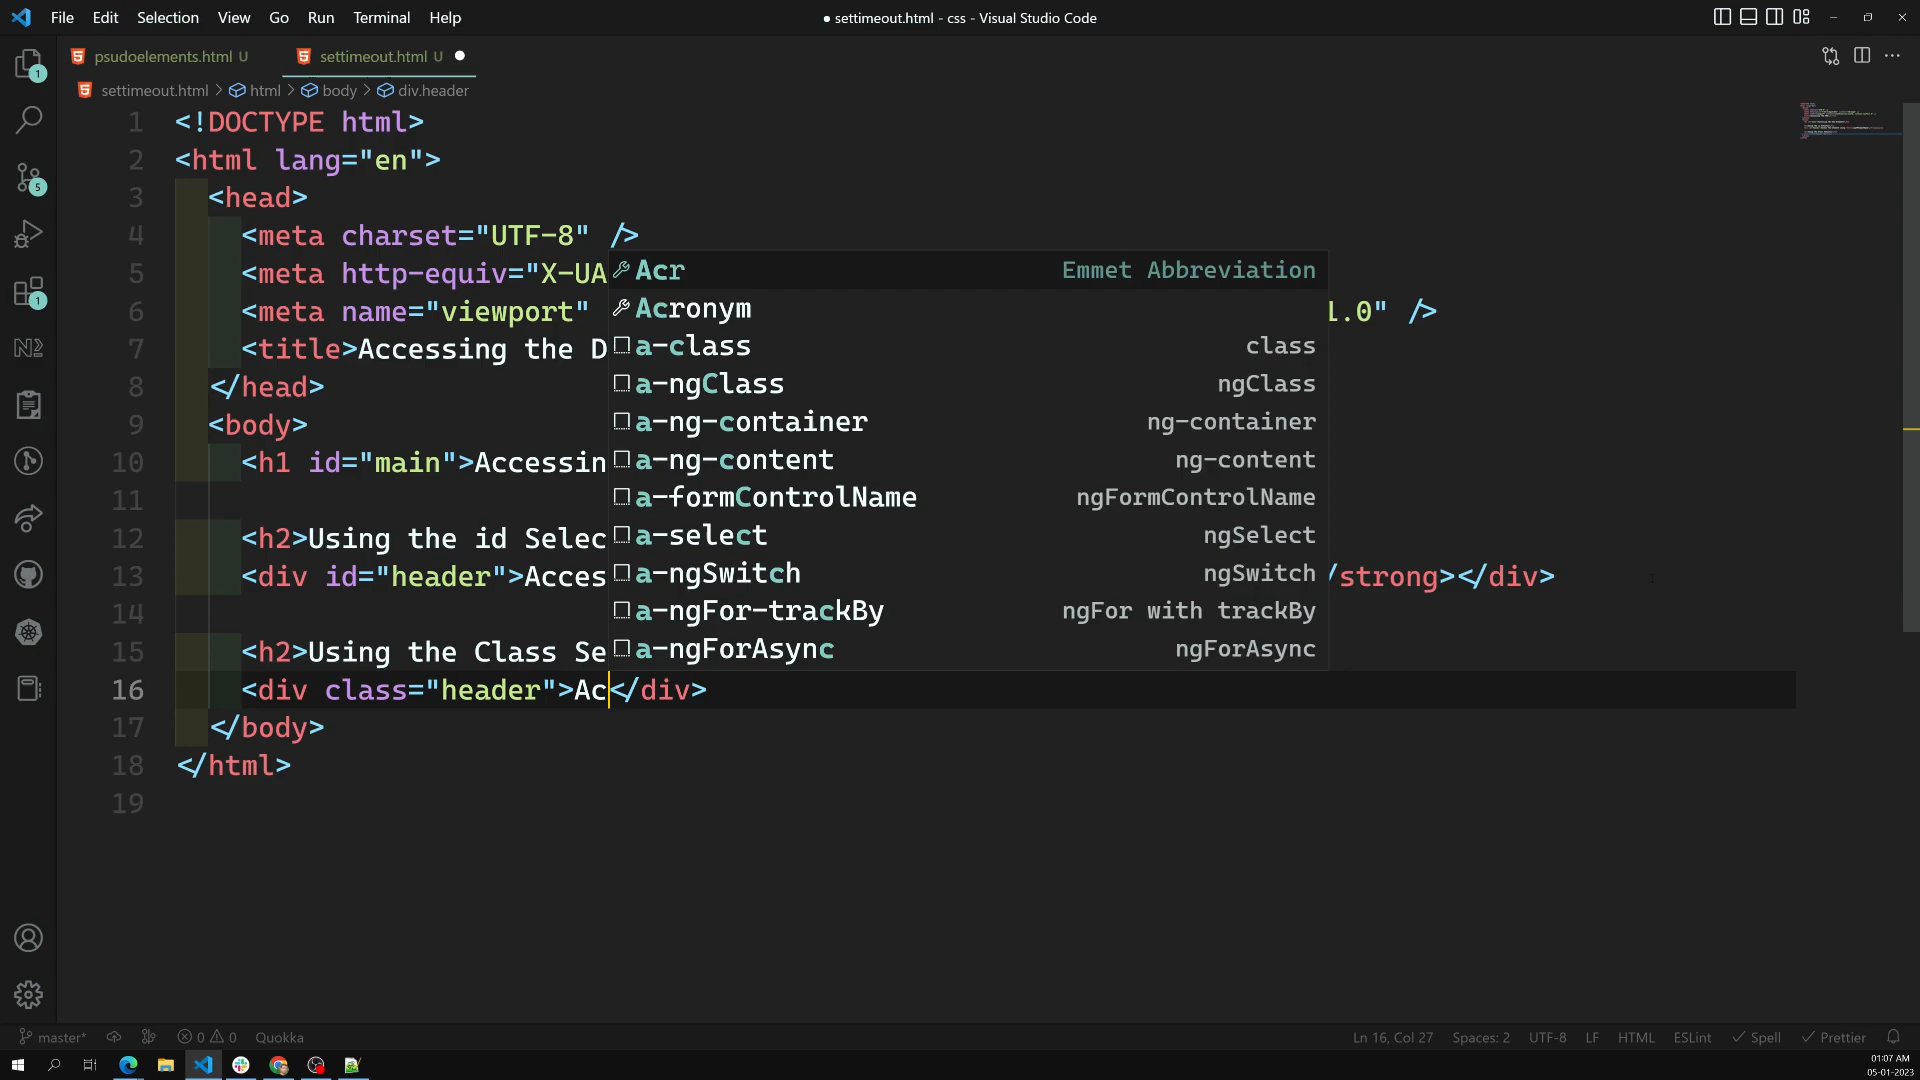 File Edit Selection View Go Run Terminal Help
● settimeout.html - css - Visual Studio Code
psudoelements.html U
settimeout.html U
settimeout.html > html > body > div.header
1 <!DOCTYPE html>
2 <html lang="en">
3 <head>
4 <meta charset="UTF-8" />
5 <meta http-equiv="X-UA
6 <meta name="viewport" 1.0" />
7 <title>Accessing the D
8 </head>
9 <body>
10 <h1 id="main">Accessin
11
12 <h2>Using the id Selec
13 <div id="header">Acces /strong></div>
14
15 <h2>Using the Class Se
16 <div class="header">Ac</div>
17 </body>
18 </html>
19
Acr Emmet Abbreviation
Acronym
a-class class
a-ngClass ngClass
a-ng-container ng-container
a-ng-content ng-content
a-formControlName ngFormControlName
a-select ngSelect
a-ngSwitch ngSwitch
a-ngFor-trackBy ngFor with trackBy
a-ngForAsync ngForAsync
1
5
1
master* 0 0 Quokka
Ln 16, Col 27 Spaces: 2 UTF-8 LF HTML ESLint Spell Prettier
01:07 AM
05-01-2023